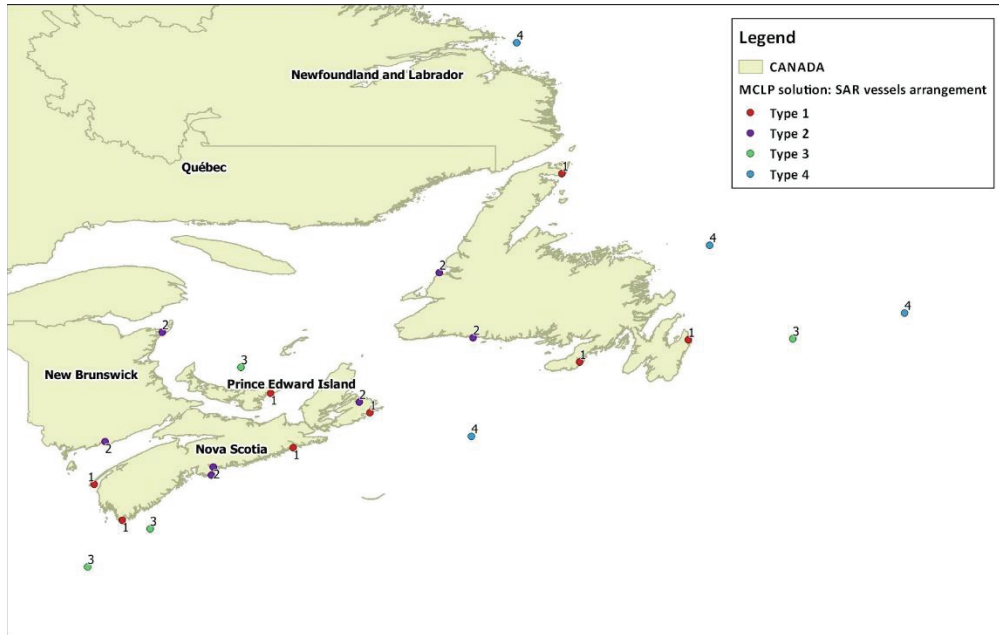 4
Legend
Newfoundland and Labrador
CANADA
MCLP solution: SAR vessels arrangement
Type 1
Type 2
Type 3
Type 4
1
Québec
4
2
4
2
2
1
3
1
3
New Brunswick
Prince Edward Island
1
2
1
4
2
Nova Scotia
1
2
1
1
3
3